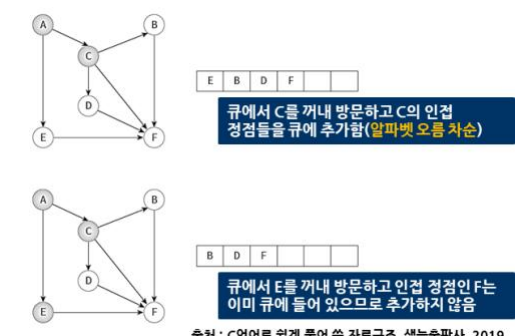 A
B
C
D
E
F
E B D F
큐에서 C를 꺼내 방문하고 C의 인접
정점들을 큐에 추가함(알파벳 오름 차순)
A
B
C
D
E
F
B D F
큐에서 E를 꺼내 방문하고 인접 정점인 F는
이미 큐에 들어 있으므로 추가하지 않음
출처 : C언어로 쉽게 풀어 쓴 자료구조, 생능출판사, 2019